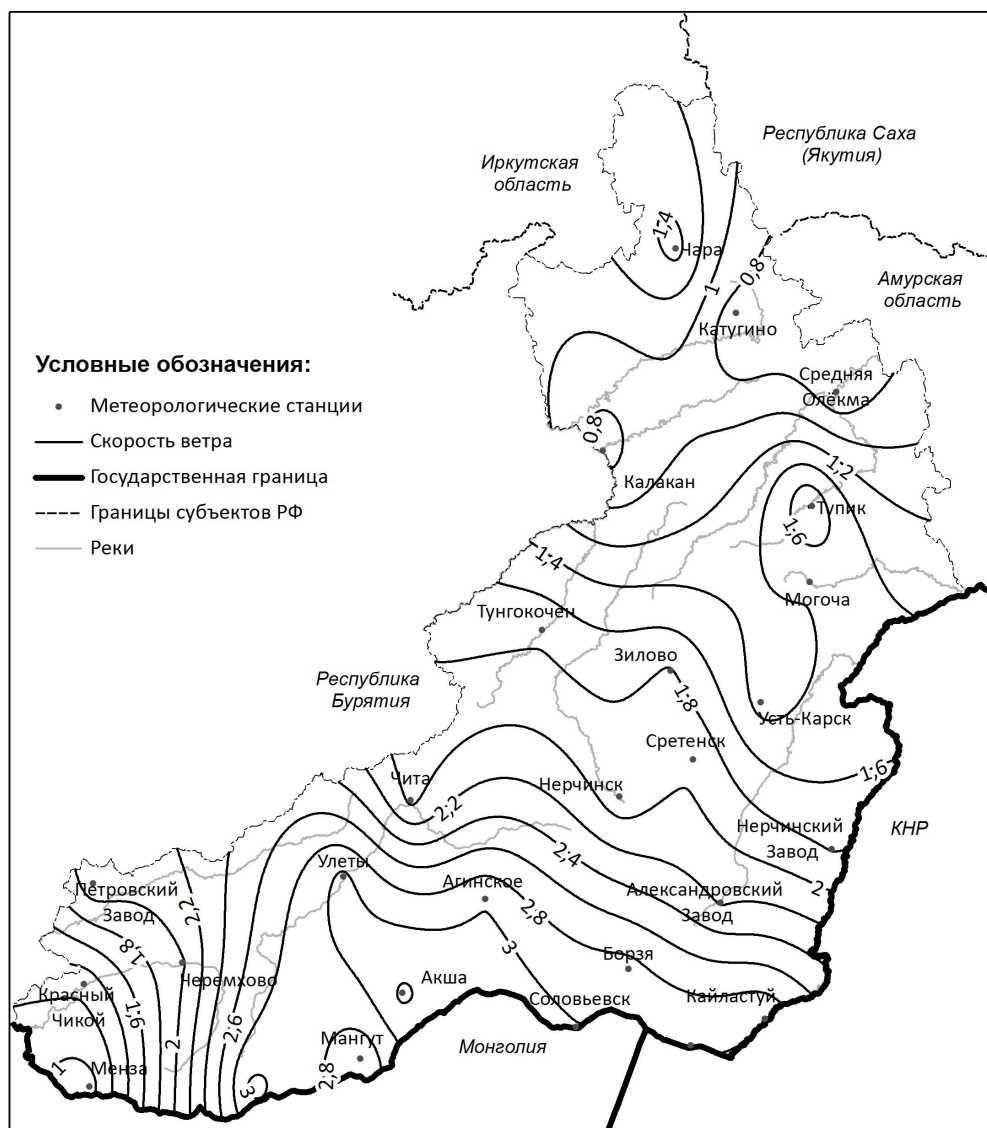 Республика Саха
(Якутия)
Иркутская
область
1;4
Чара
Амурская
область
0;8
1
Катугино
Условные обозначения:
Метеорологические станции
Скорость ветра
Государственная граница
Границы субъектов РФ
Реки
Средняя
Олёкма
0;8
Калакан
1;2
Тупик
1;6
1;4
Могоча
Тунгокочен
Зилово
Республика
Бурятия
1;8
Усть-Карск
Сретенск
1;6
Чита
Нерчинск
2;2
Нерчинский
Завод
КНР
2;4
Улеты
Агинское
2
Петровский
Завод
2;2
Александровский
Завод
2;8
1;8
3
Борзя
Черемхово
Акша
Красный
Чикой
1;6
Соловьевск
Кайластуй
2;6
2
Мангут
Монголия
1
Менза
3
2;8